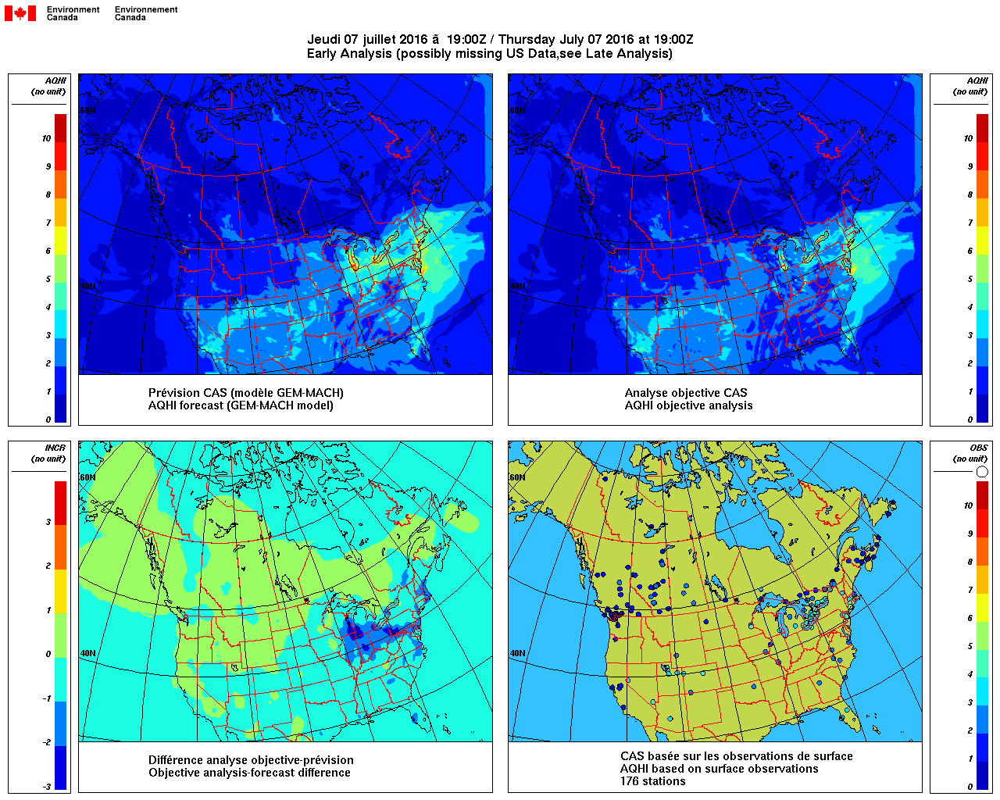 Environment Environnement
Canada Canada
Jeudi 07 juillet 2016 ã 19:00Z / Thursday July 07 2016 at 19:00Z
Early Analysis (possibly missing US Data,see Late Analysis)
AQHI
(no unit)
10
9
8
7
6
5
4
3
2
1
0
60N
40N
Prévision CAS (modèle GEM-MACH)
AQHI forecast (GEM-MACH model)
60N
40N
Analyse objective CAS
AQHI objective analysis
AQHI
(no unit)
10
9
8
7
6
5
4
3
2
1
0
INCR
(no unit)
3
2
1
0
-1
-2
-3
60N
40N
Différence analyse objective-prévision
Objective analysis-forecast difference
60N
40N
CAS basée sur les observations de surface
AQHI based on surface observations
176 stations
OBS
(no unit)
10
9
8
7
6
5
4
3
2
1
0